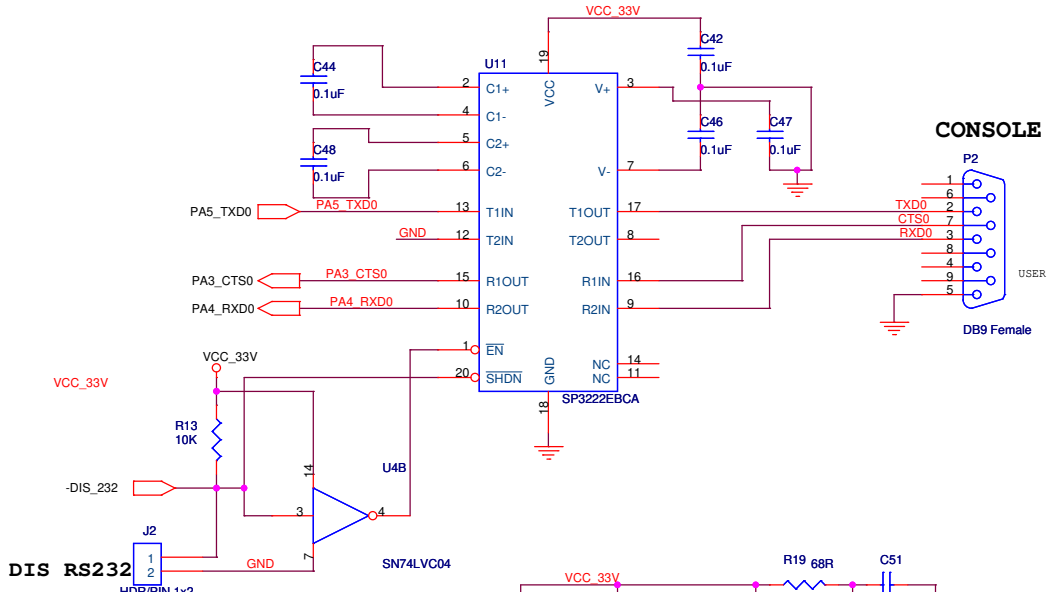 VCC_33V
C42
0.1uF
U11
19
VCC
C44
0.1uF
2
C1+
V+
3
4
C1-
C46
0.1uF
C47
0.1uF
CONSOLE
P2
5
C2+
C48
0.1uF
6
C2-
V-
7
1
6
2
7
3
8
4
9
5
TXD0
CTS0
RXD0
USER
DB9 Female
PA5_TXD0
PA5_TXD0
13
T1IN
T1OUT
17
GND
12
T2IN
T2OUT
8
PA3_CTS0
PA3_CTS0
15
R1OUT
R1IN
16
PA4_RXD0
PA4_RXD0
10
R2OUT
R2IN
9
1
EN
20
SHDN
GND
18
NC
14
NC
11
SP3222EBCA
VCC_33V
VCC_33V
R13
10K
14
U4B
-DIS_232
3
4
7
SN74LVC04
J2
DIS RS232
1
2
GND
HDR/PIN 1x2
VCC_33V
R19
68R
C51